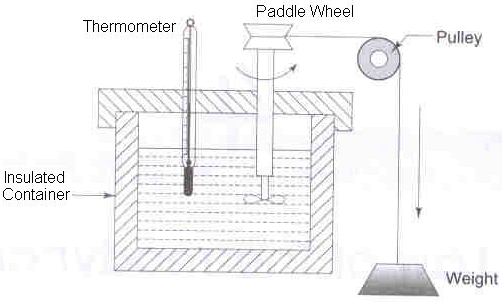 Paddle Wheel
Thermometer
Pulley
Insulated
Container
Weight